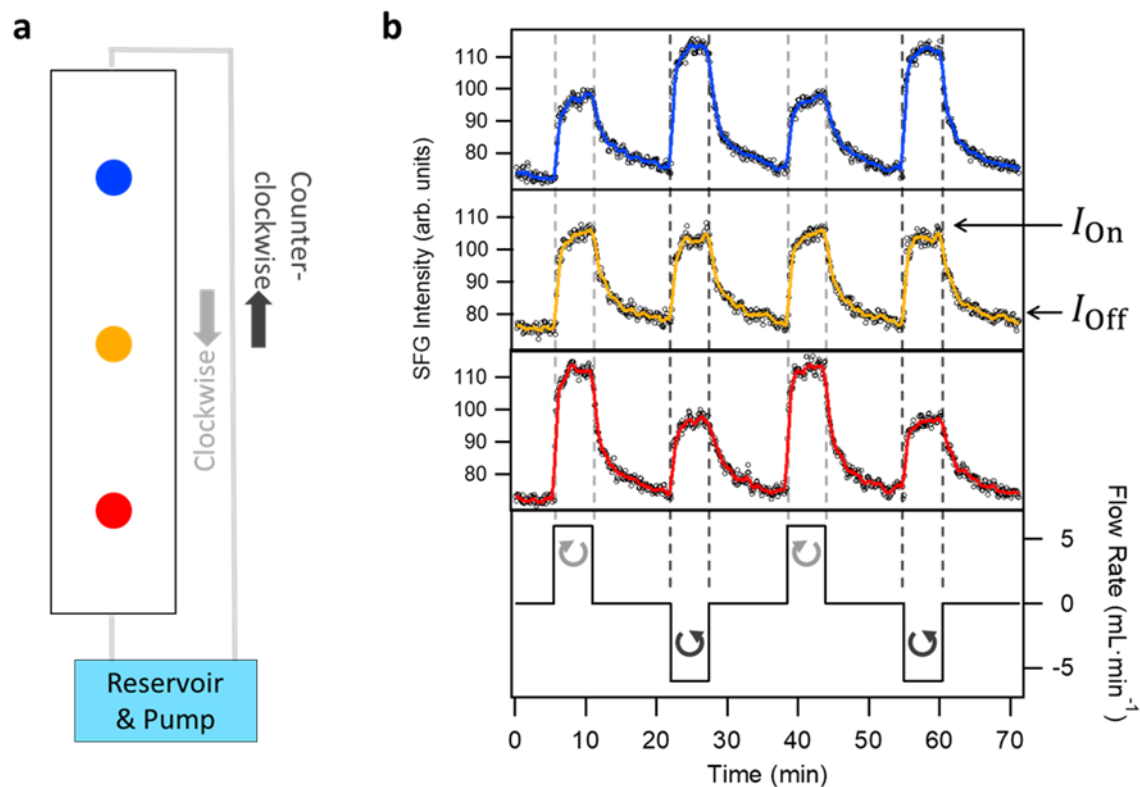 a
Counter-
clockwise
Clockwise
Reservoir
& Pump
b
SFG Intensity (arb. units)
110
100
90
80
110
100
90
80
110
100
90
80
I_On
I_Off
5
0
-5
Flow Rate (mL·min⁻¹)
0 10 20 30 40 50 60 70
Time (min)